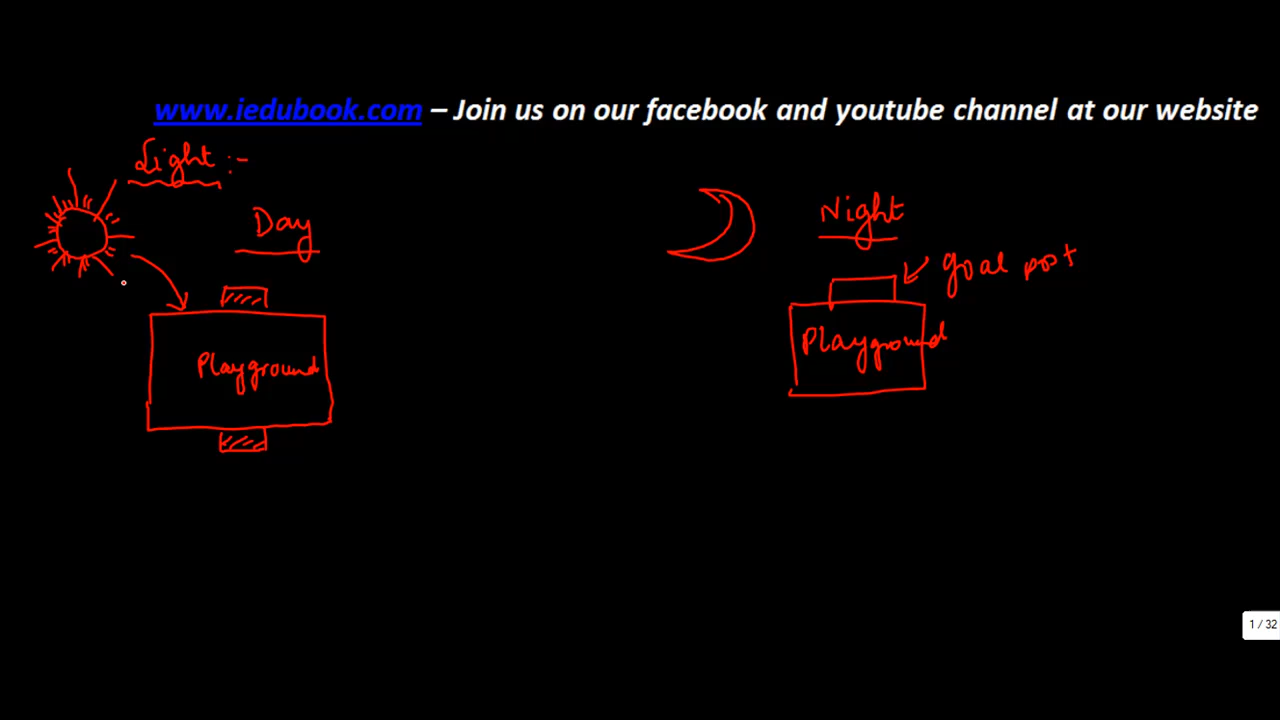 www.iedubook.com – Join us on our facebook and youtube channel at our website
Light :-
Day
Night
goal post
Playground
Playground
1 / 32